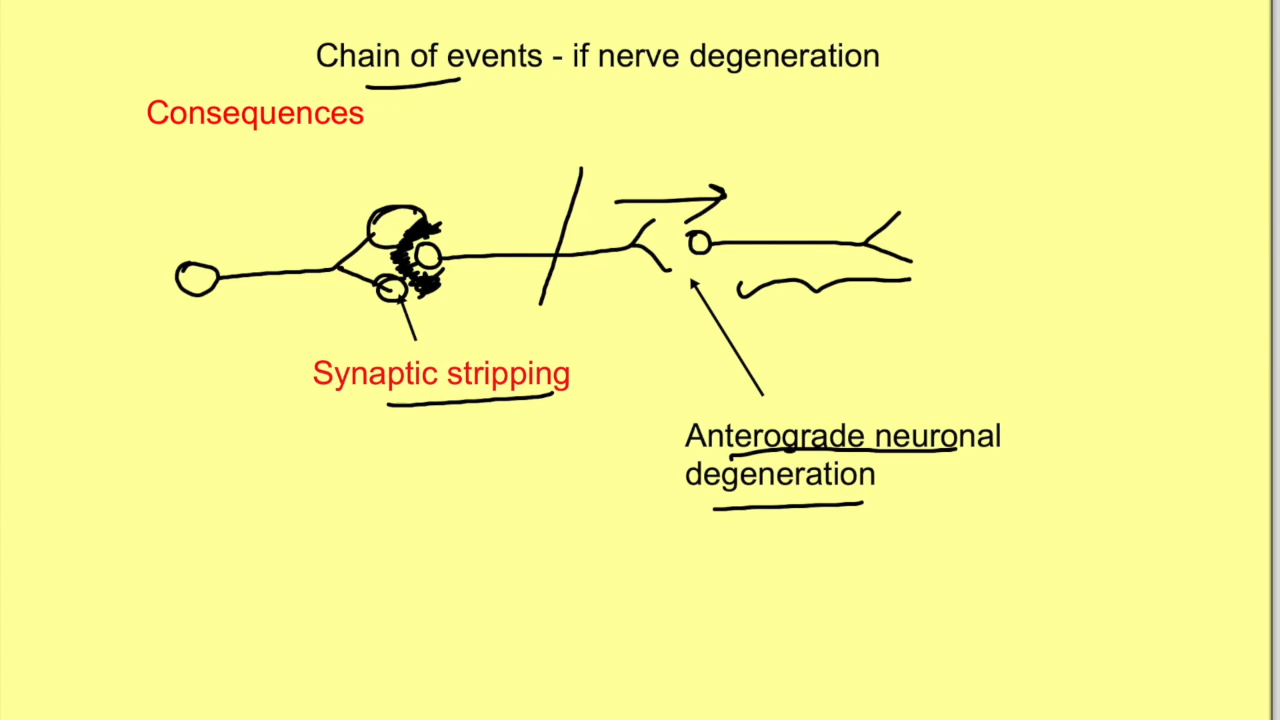 Chain of events - if nerve degeneration
Consequences
Synaptic stripping
Anterograde neuronal
degeneration